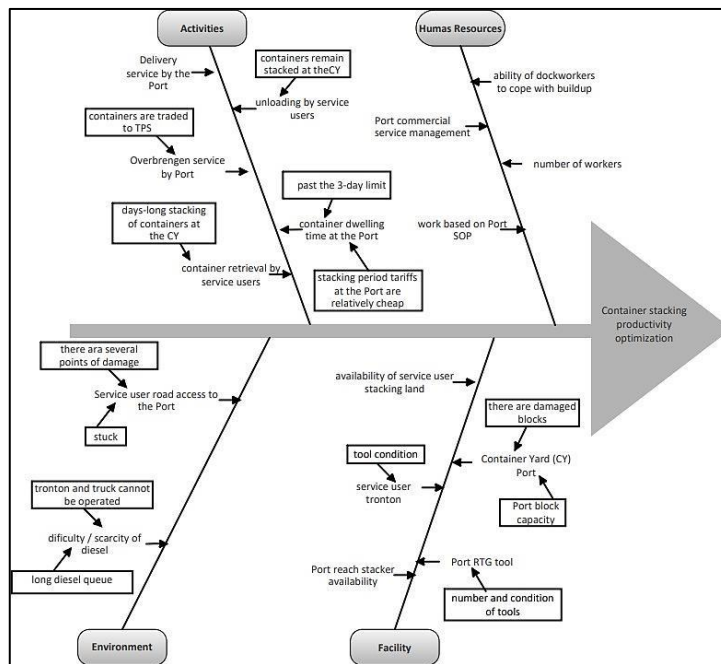 Activities
Human Resources
Delivery
service by the
Port
containers remain
stacked at theCY
unloading by service
users
containers are traded
to TPS
Overbrengen service
by Port
past the 3-day limit
days-long stacking
of containers at
the CY
container dwelling
time at the Port
container retrieval by
service users
stacking period tariffs
at the Port are
relatively cheap
ability of dockworkers
to cope with buildup
Port commercial
service management
number of workers
work based on Port
SOP
Container stacking
productivity
optimization
there ara several
points of damage
Service user road access to
the Port
stuck
tronton and truck cannot
be operated
dificulty / scarcity of
diesel
long diesel queue
availability of service user
stacking land
there are damaged
blocks
tool condition
Container Yard (CY)
Port
service user
tronton
Port block
capacity
Port reach stacker
availability
Port RTG tool
number and condition
of tools
Environment
Facility